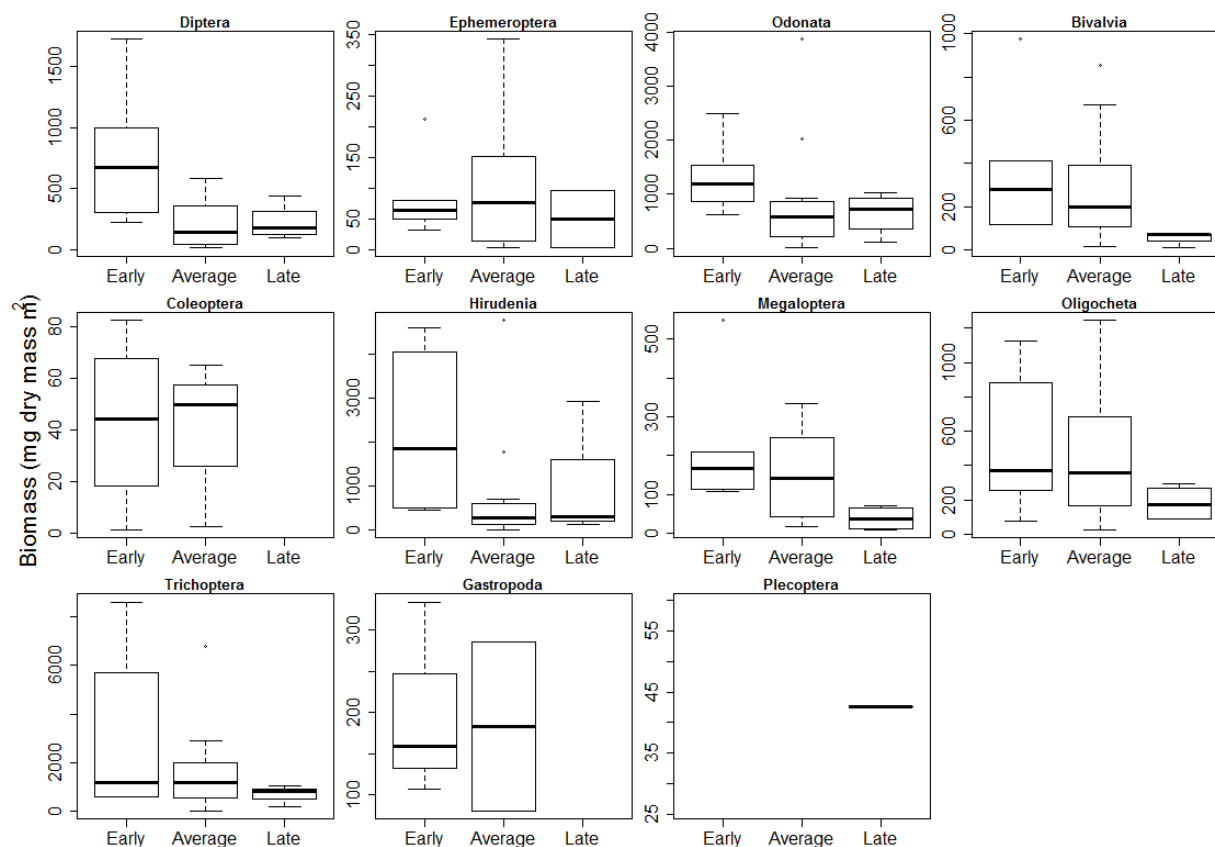 Diptera
Ephemeroptera
Odonata
Bivalvia
0 500 1000 1500
0 50 150 250 350
0 1000 2000 3000 4000
0 200 600 1000
Early Average Late
Early Average Late
Early Average Late
Early Average Late
Biomass (mg dry mass m²)
Coleoptera
Hirudenia
Megaloptera
Oligocheta
0 20 40 60 80
0 1000 3000
0 100 300 500
0 200 600 1000
Early Average Late
Early Average Late
Early Average Late
Early Average Late
Trichoptera
Gastropoda
Plecoptera
0 2000 6000
100 200 300
25 35 45 55
Early Average Late
Early Average Late
Early Average Late